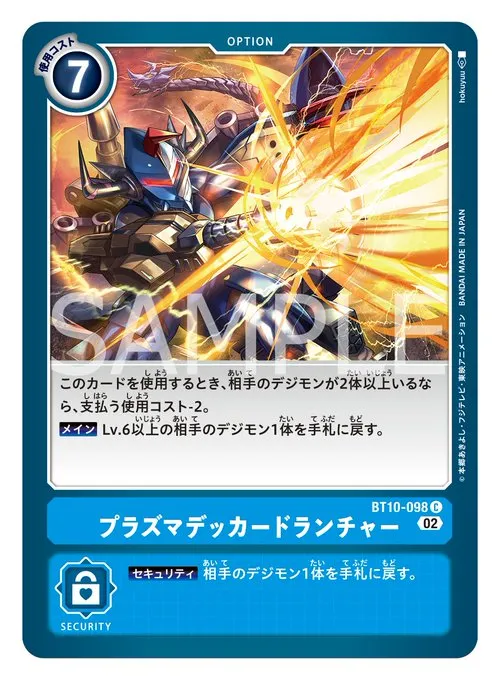 使用コスト
7
OPTION
hokuyuu
SAMPLE
このカードを使用するとき、相手のデジモンが2体以上いるな
ら、支払う使用コスト-2。
メイン Lv.6以上の相手のデジモン1体を手札に戻す。
©本郷あきよし・フジテレビ・東映アニメーション BANDAI MADE IN JAPAN
BT10-098 C
プラズマデッカードランチャー
02
セキュリティ 相手のデジモン1体を手札に戻す。
SECURITY